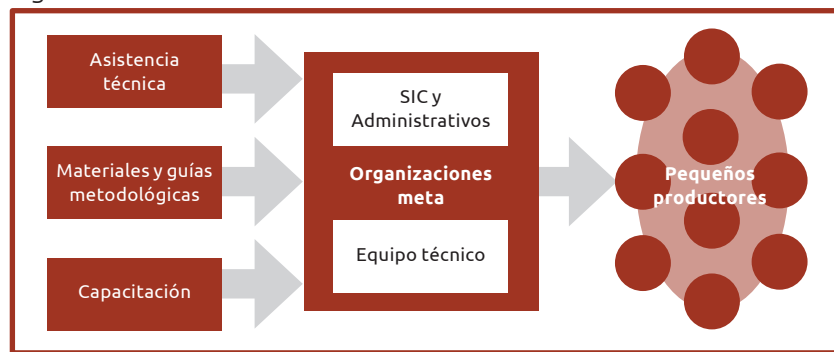 Asistencia
técnica
Materiales y guías
metodológicas
Capacitación
SIC y
Administrativos
Organizaciones
meta
Equipo técnico
Pequeños
productores